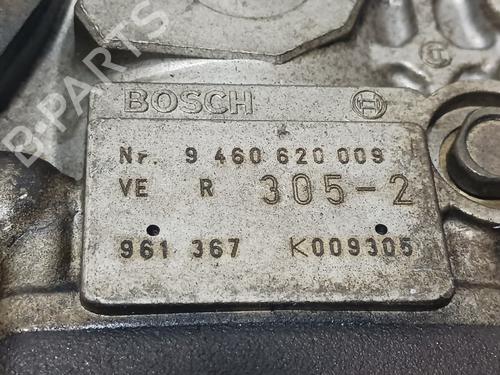 B-PARTS
BOSCH
Nr. 9 460 620 009
VE R 305-2
961 367 K009305